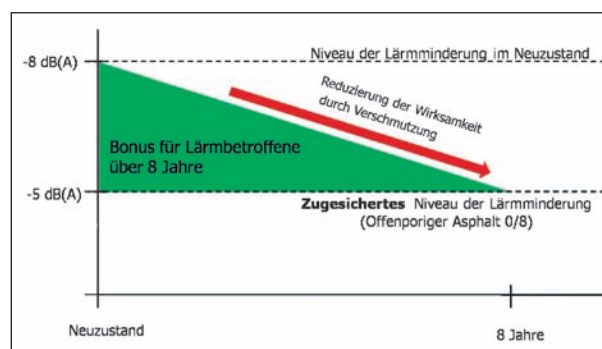 -8 dB(A)
Niveau der Lärmminderung im Neuzustand
Reduzierung der Wirksamkeit
durch Verschmutzung
Bonus für Lärmbetroffene
über 8 Jahre
-5 dB(A)
Zugesichertes Niveau der Lärmminderung
(Offenporiger Asphalt 0/8)
Neuzustand
8 Jahre